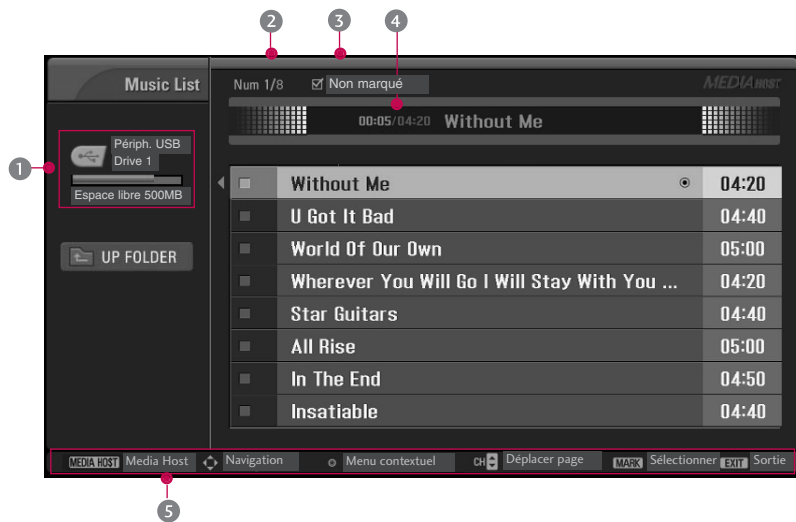 2 3 4
Music List
Num 1/8 Non marqué MEDIA HOST
00:05/04:20 Without Me
1
Périph. USB
Drive 1
Espace libre 500MB
UP FOLDER
Without Me 04:20
U Got It Bad 04:40
World Of Our Own 05:00
Wherever You Will Go I Will Stay With You ... 04:20
Star Guitars 04:40
All Rise 05:00
In The End 04:50
Insatiable 04:40
MEDIA HOST Media Host Navigation Menu contextuel CH Déplacer page MARK Sélectionner EXIT Sortie
5